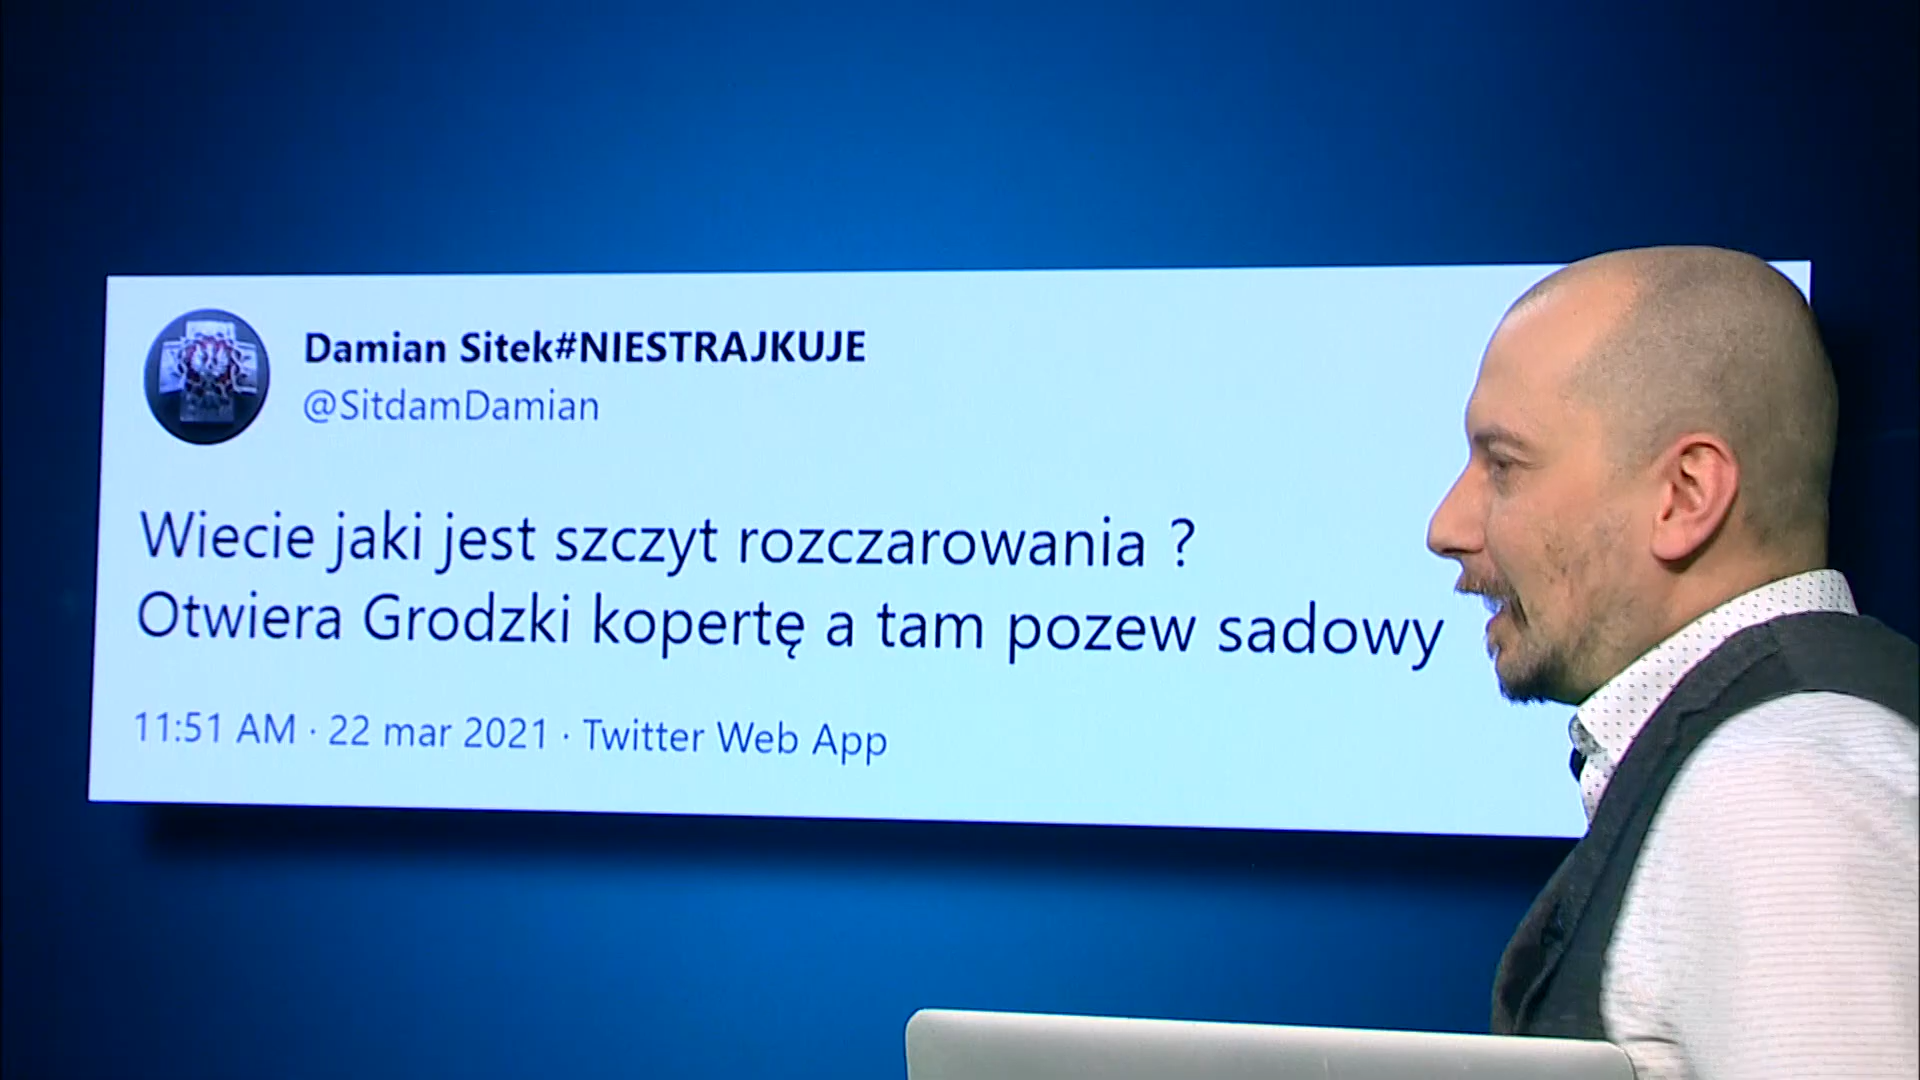 Damian Sitek#NIESTRAJKUJE
@SitdamDamian
Wiecie jaki jest szczyt rozczarowania ?
Otwiera Grodzki kopertę a tam pozew sadowy
11:51 AM · 22 mar 2021 · Twitter Web App